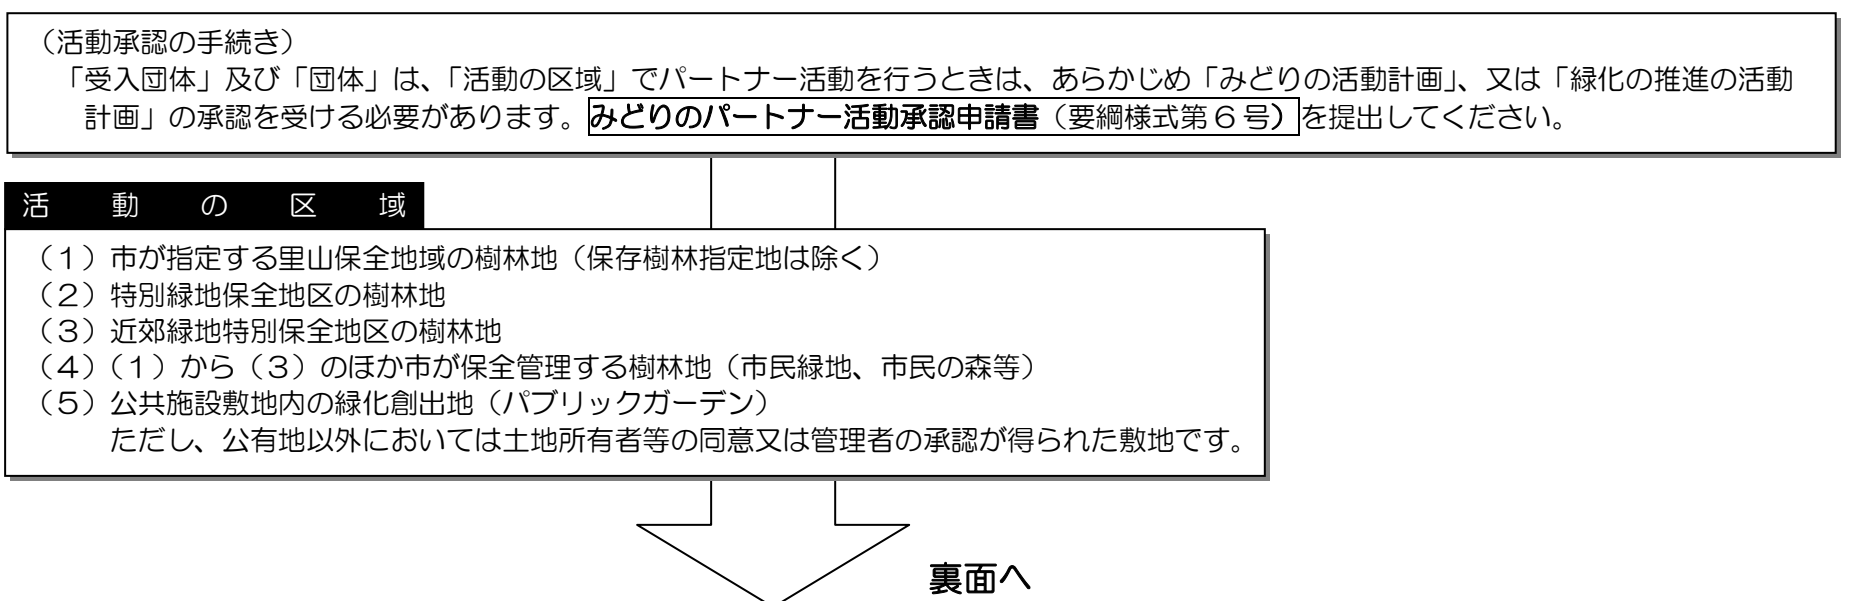 （活動承認の手続き）
「受入団体」及び「団体」は、「活動の区域」でパートナー活動を行うときは、あらかじめ「みどりの活動計画」、又は「緑化の推進の活動
計画」の承認を受ける必要があります。みどりのパートナー活動承認申請書（要綱様式第６号）を提出してください。
活動の区域
（１）市が指定する里山保全地域の樹林地（保存樹林指定地は除く）
（２）特別緑地保全地区の樹林地
（３）近郊緑地特別保全地区の樹林地
（４）（１）から（３）のほか市が保全管理する樹林地（市民緑地、市民の森等）
（５）公共施設敷地内の緑化創出地（パブリックガーデン）
ただし、公有地以外においては土地所有者等の同意又は管理者の承認が得られた敷地です。
裏面へ